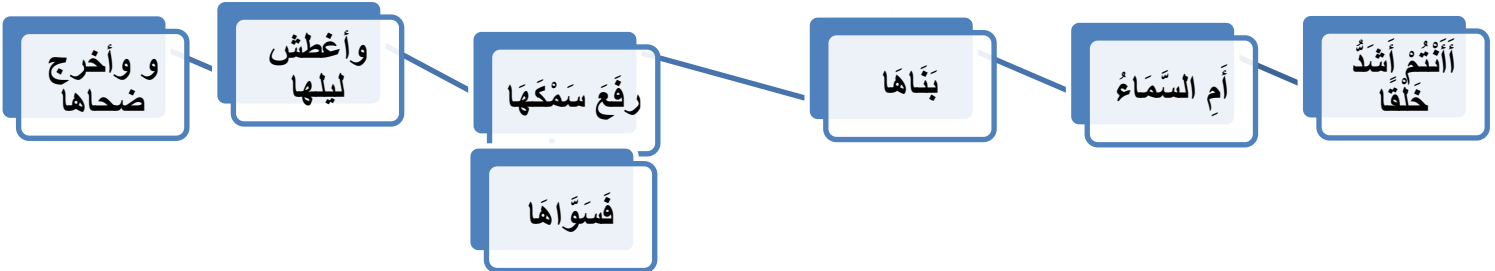 أَأَنْتُمْ أَشَدُّ
خَلْقًا
أَمِ السَّمَاءُ
بَنَاهَا
رفَعَ سَمْكَهَا
فَسَوَّاهَا
وأغطش
ليلها
و وأخرج
ضحاها